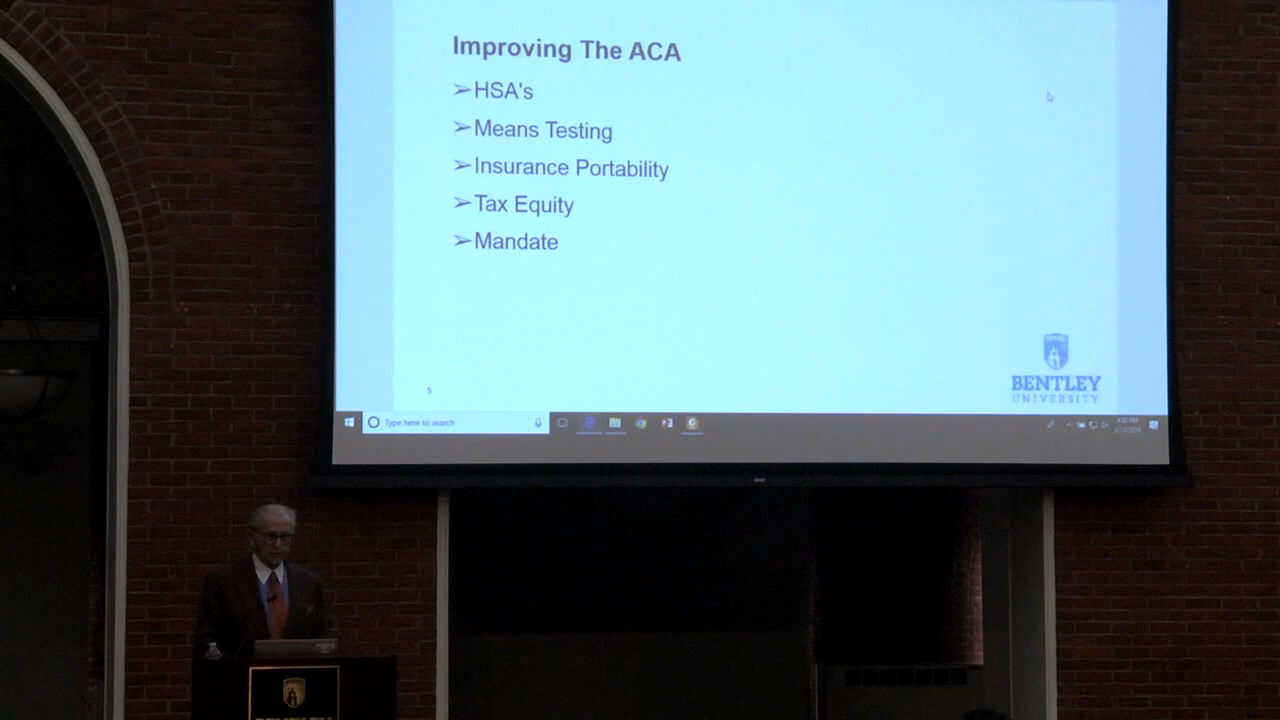 Improving The ACA
➢HSA's
➢Means Testing
➢Insurance Portability
➢Tax Equity
➢Mandate
5
BENTLEY
UNIVERSITY
Type here to search